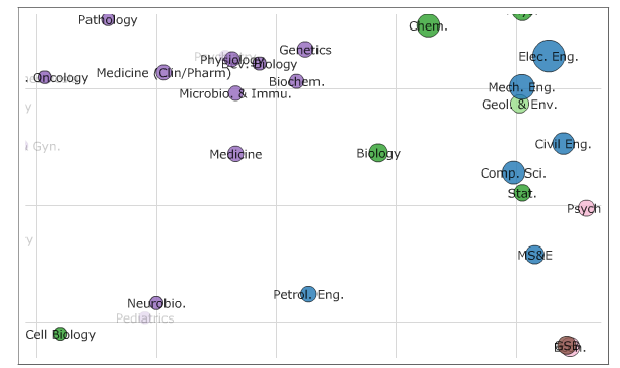 Pathology
Chem.
Genetics
Physiology
Dev. Biology
Elec. Eng.
Oncology
Medicine (Clin/Pharm)
Biochem.
Mech. Eng.
Microbio. & Immu.
Geol. & Env.
y
Gyn.
Medicine
Biology
Civil Eng.
Comp. Sci.
Stat.
Psych
y
MS&E
Petrol. Eng.
Neurobio.
Pediatrics
Cell Biology
GSB